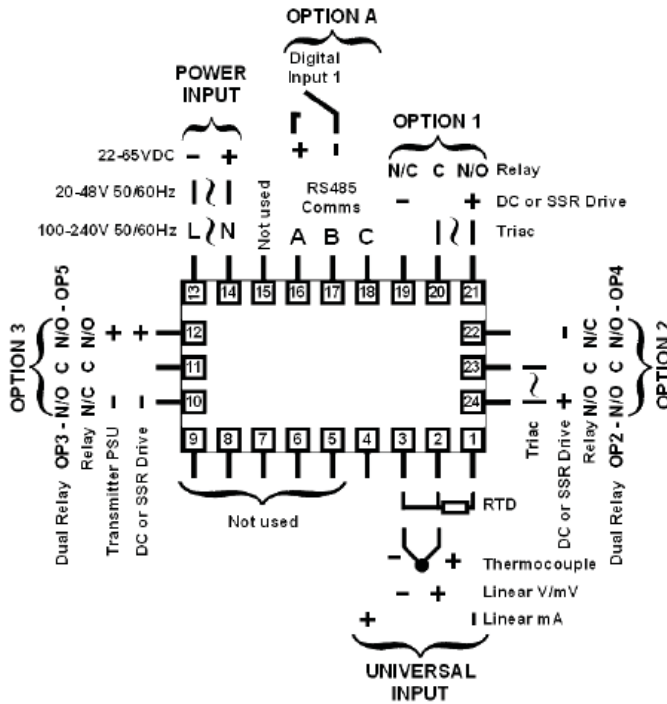 OPTION A
Digital
Input 1
POWER
INPUT
OPTION 1
22-65VDC − +
+ −
N/C C N/O Relay
20-48V 50/60Hz
RS485
Comms
− + DC or SSR Drive
100-240V 50/60Hz L N
Not used
A B C
Triac
13 14 15 16 17 18 19 20 21
OPTION 3
Dual Relay OP3 - N/O C N/O - OP5
Relay N/C C N/O
Transmitter PSU − +
DC or SSR Drive − +
12
11
10
22
23
24
Triac
DC or SSR Drive + −
Relay N/O C N/C
Dual Relay OP2 - N/O C N/O - OP4
OPTION 2
9 8 7 6 5 4 3 2 1
Not used
RTD
− + Thermocouple
− + Linear V/mV
+ − Linear mA
UNIVERSAL
INPUT